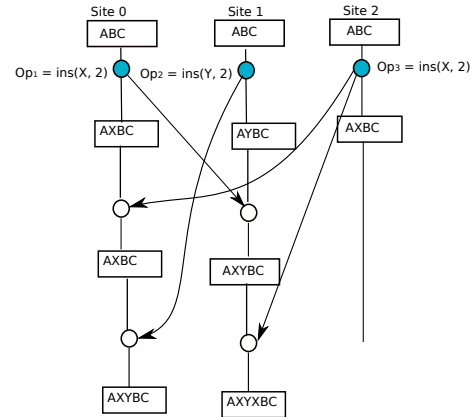 Site 0 Site 1 Site 2
ABC ABC ABC
Op₁ = ins(X, 2) Op₂ = ins(Y, 2) Op₃ = ins(X, 2)
AXBC AYBC AXBC
AXBC AXYBC
AXYBC AXYXBC